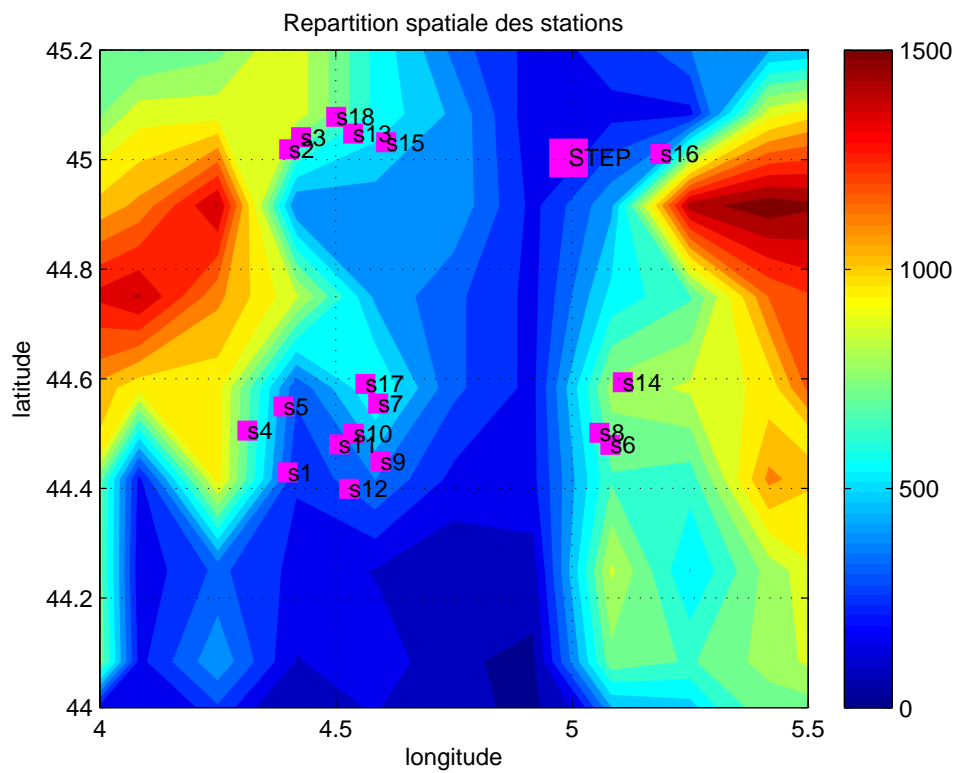 Repartition spatiale des stations
45.2
1500
s18
s3
s13
s2
s15
45
STEP
s16
44.8
1000
latitude
44.6
s17
s14
s5
s7
s4
s10
s8
500
s11
s6
s9
s1
44.4
s12
44.2
44
0
4
4.5
5
5.5
longitude